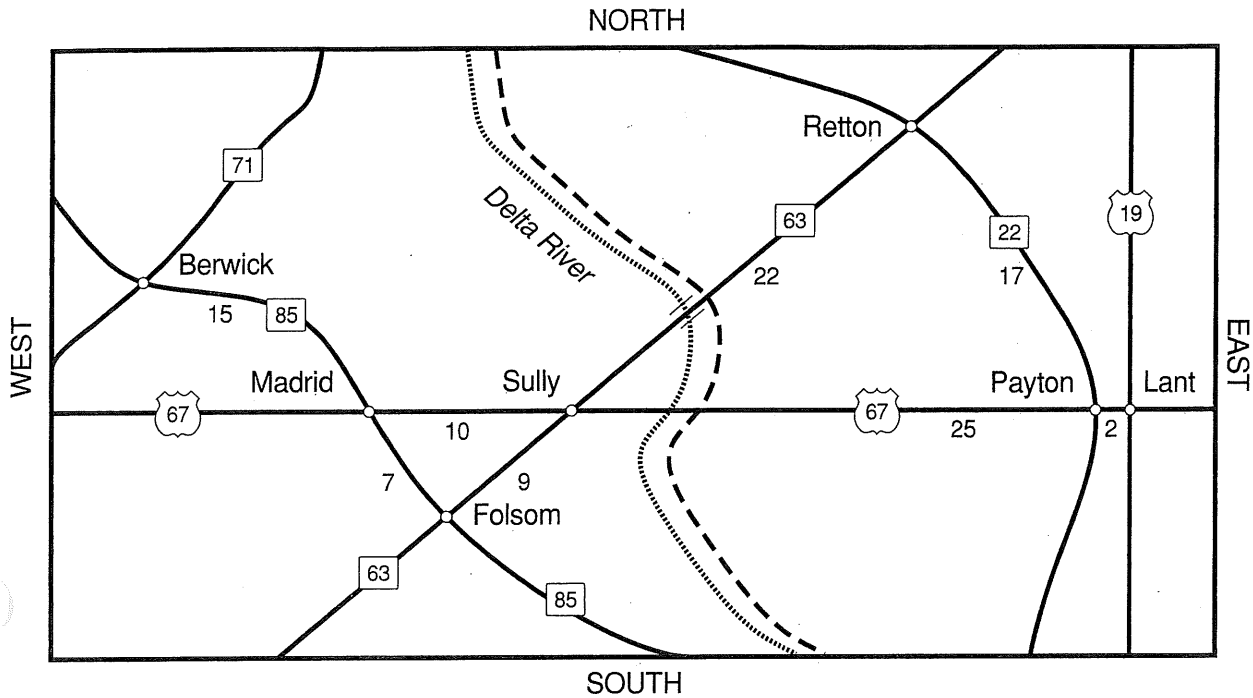 NORTH
Retton
71
Delta River
19
63
22
Berwick
22
17
15
85
WEST
EAST
Madrid
Sully
Payton
Lant
67
67
10
25
2
7
9
Folsom
63
85
SOUTH